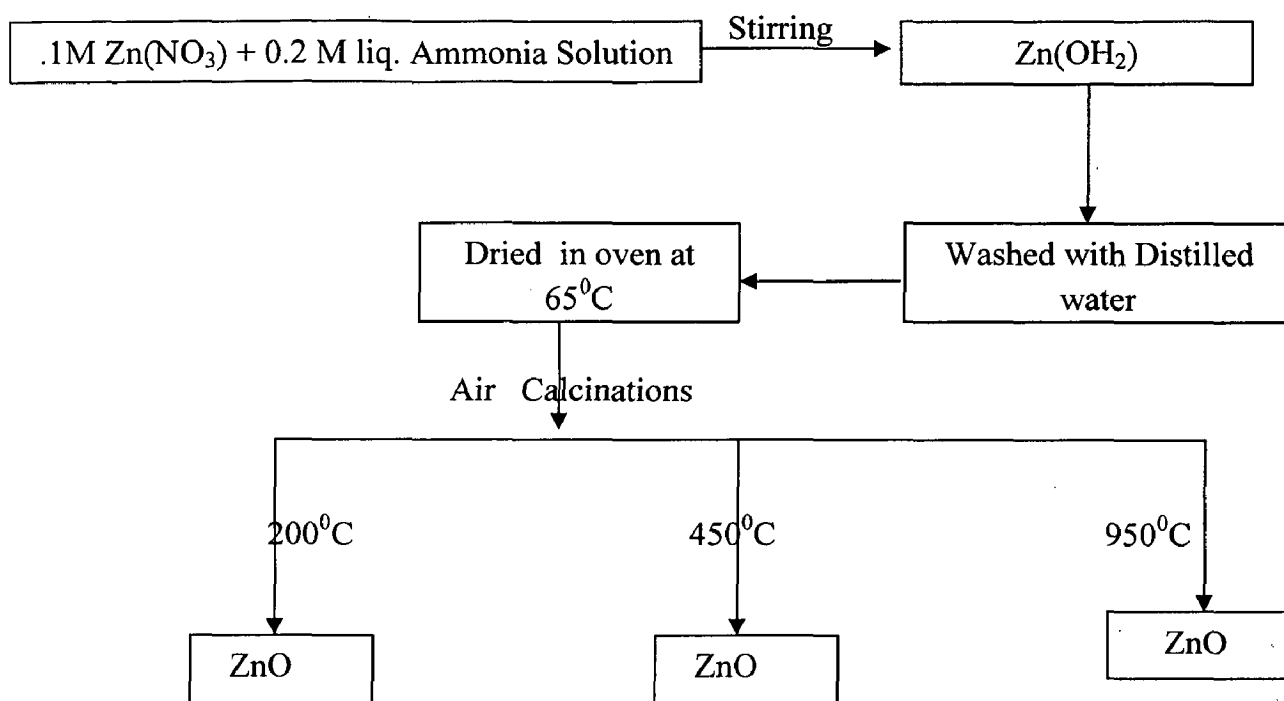 .1M Zn(NO₃) + 0.2 M liq. Ammonia Solution
Stirring
Zn(OH₂)
Washed with Distilled
water
Dried in oven at
65⁰C
Air Calcinations
200⁰C
450⁰C
950⁰C
ZnO
ZnO
ZnO